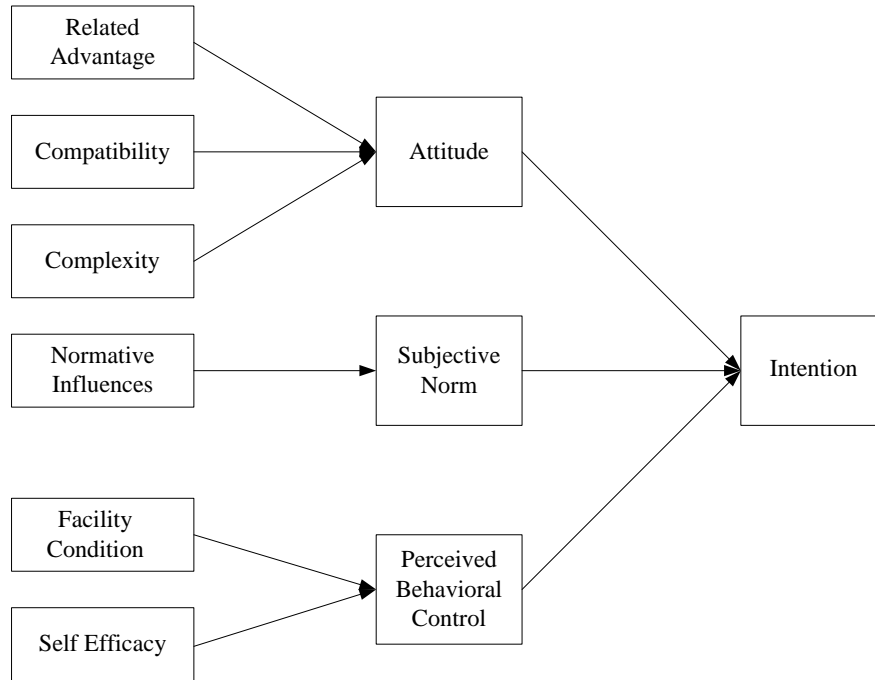 Related
Advantage
Compatibility
Attitude
Complexity
Normative
Influences
Subjective
Norm
Intention
Facility
Condition
Perceived
Behavioral
Control
Self Efficacy